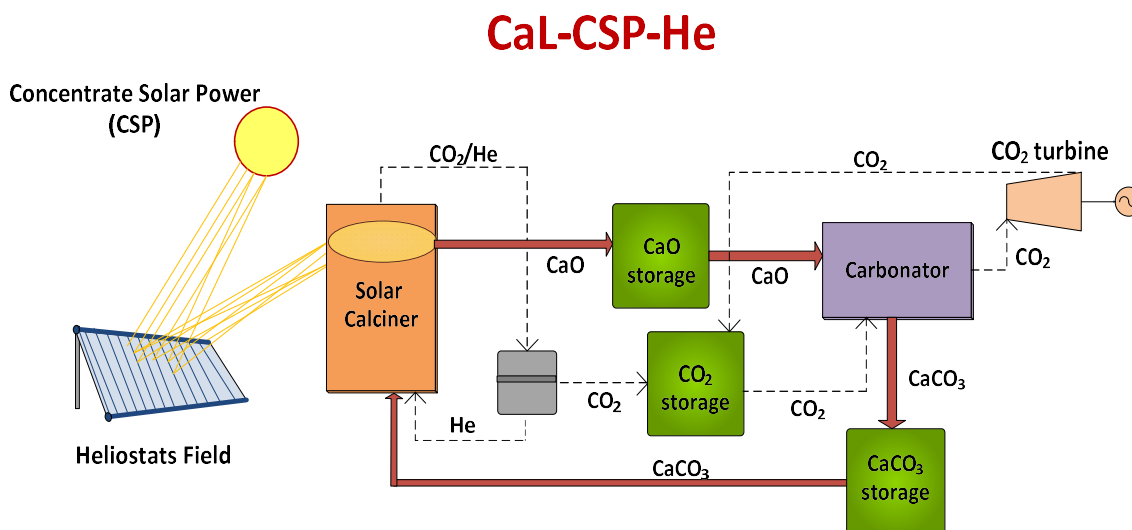 CaL-CSP-He
Concentrate Solar Power
(CSP)
CO₂/He
CO₂
CO₂ turbine
CaO
storage
Carbonator
CaO
CaO
CO₂
Solar
Calciner
CO₂
storage
CaCO₃
CO₂
CO₂
He
Heliostats Field
CaCO₃
CaCO₃
storage